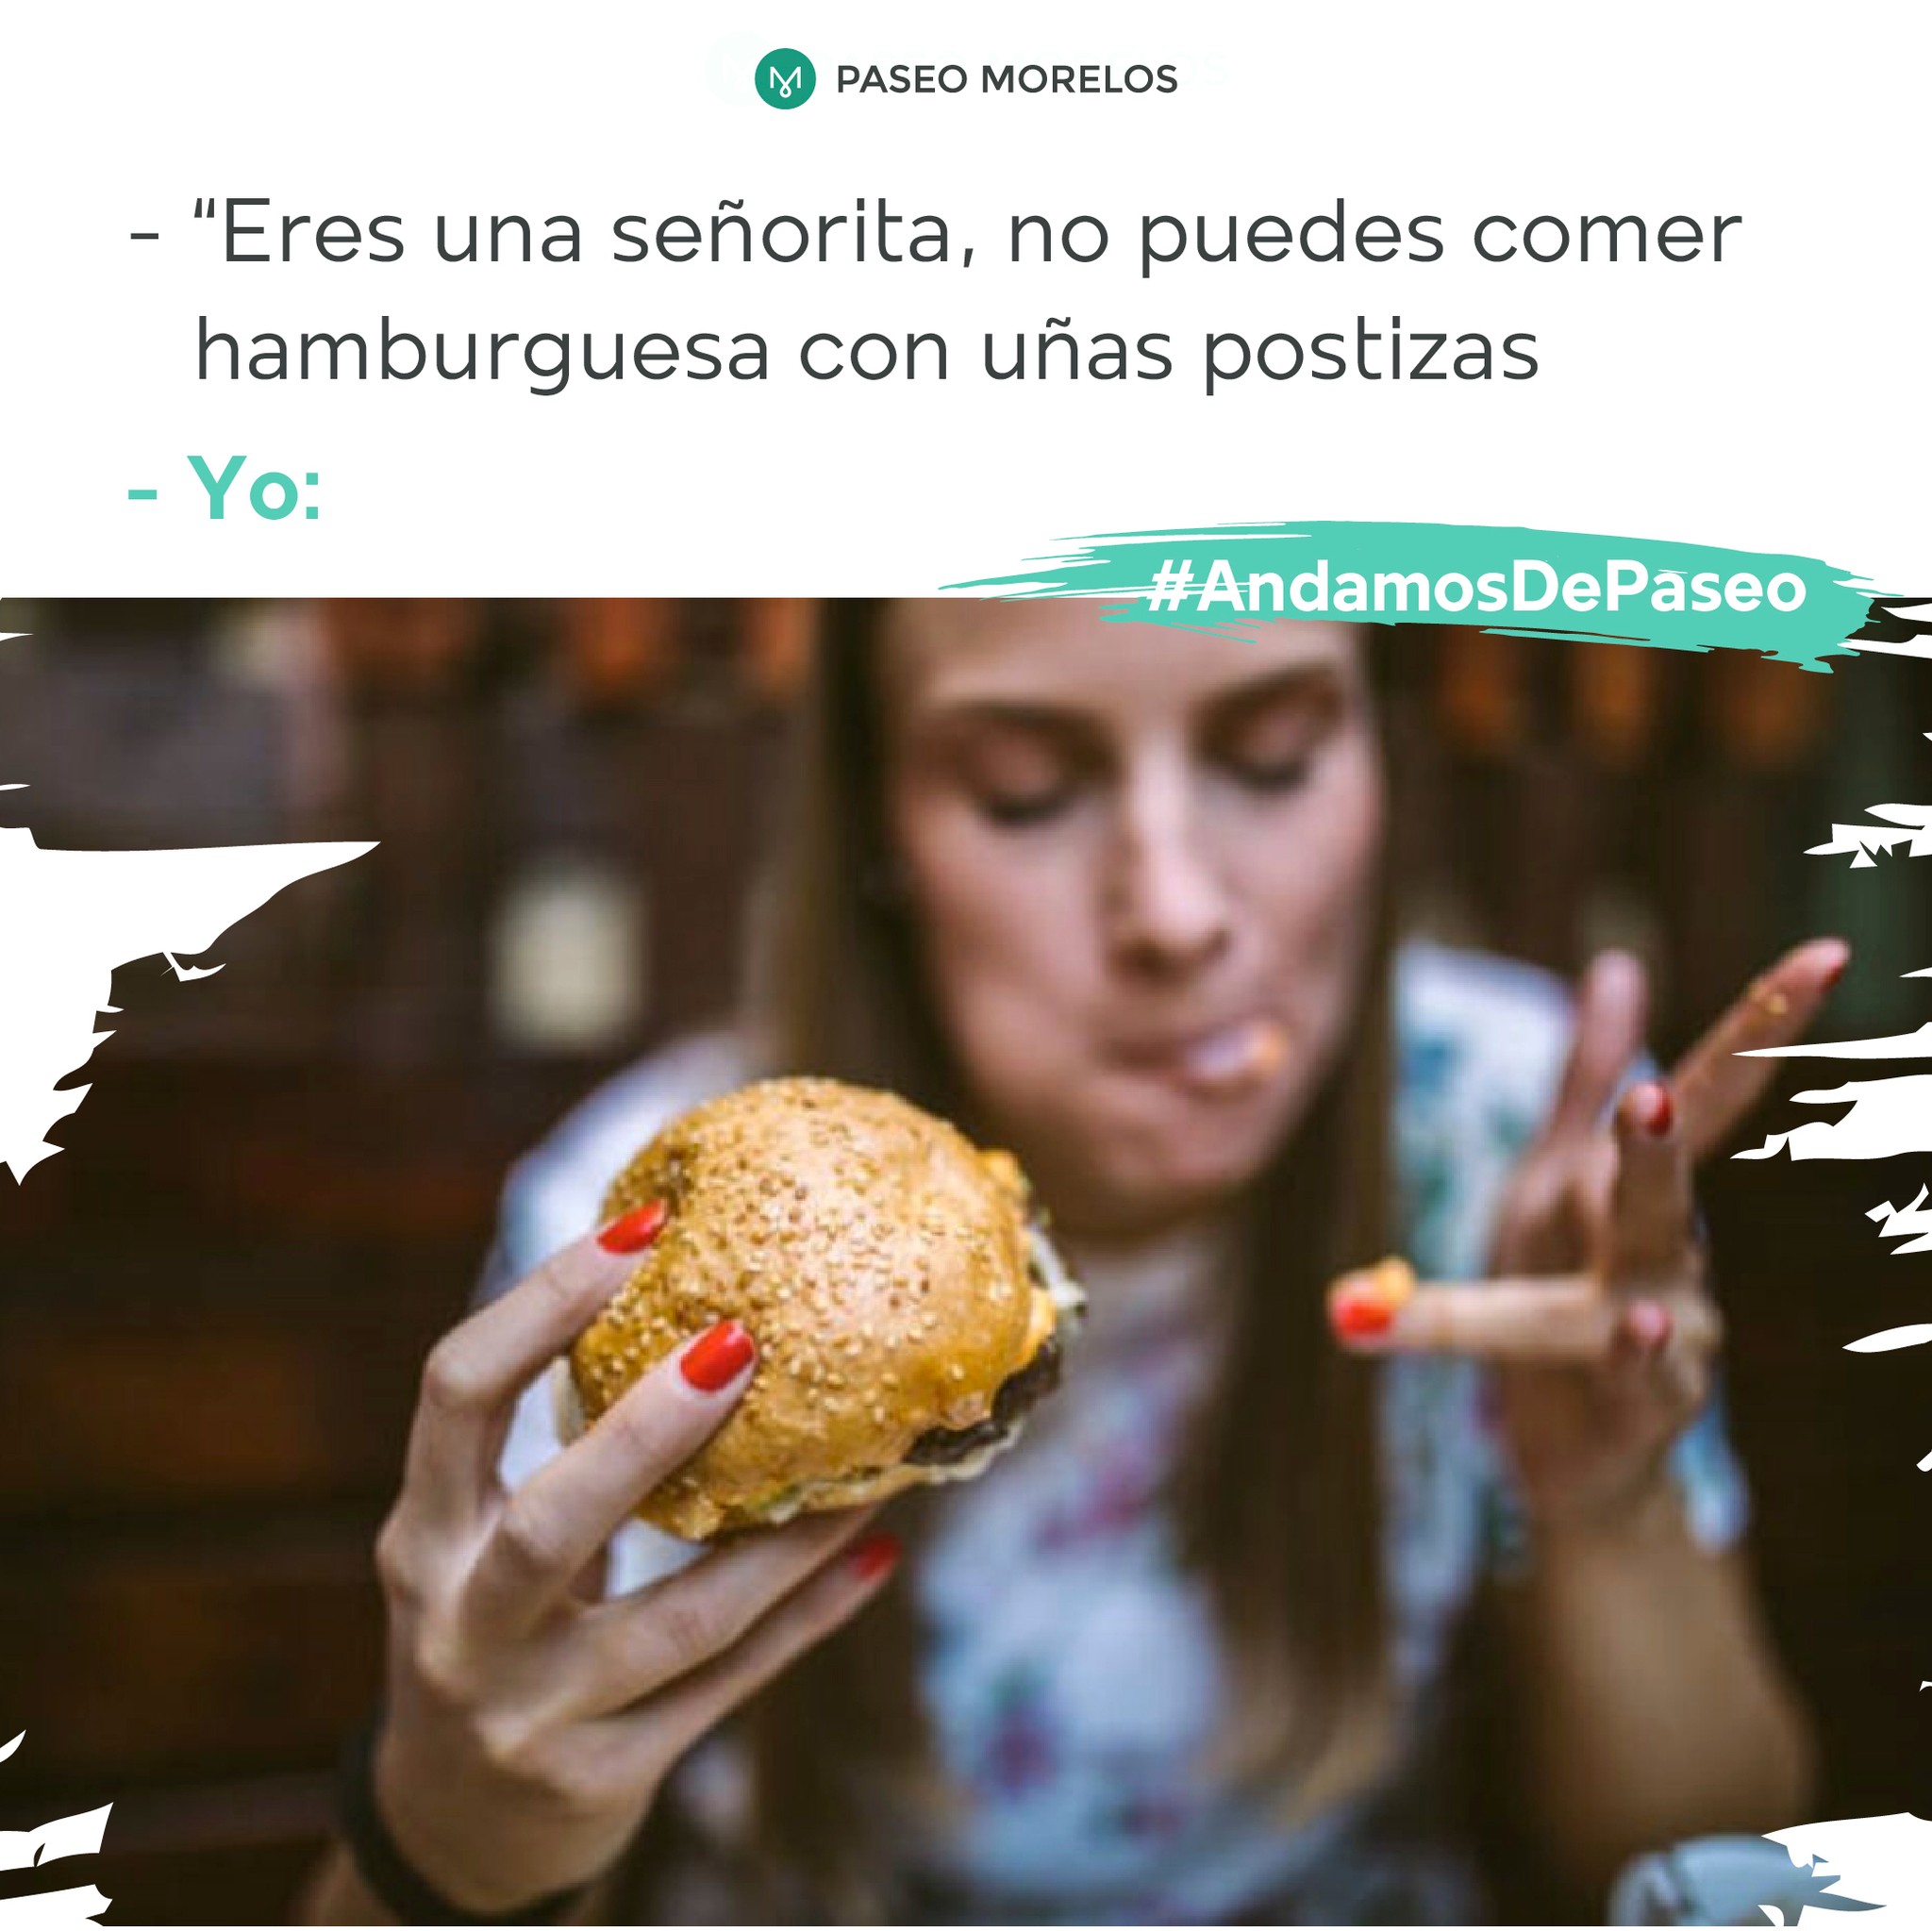 PASEO MORELOS
- “Eres una señorita, no puedes comer
hamburguesa con uñas postizas
- Yo:
#AndamosDePaseo